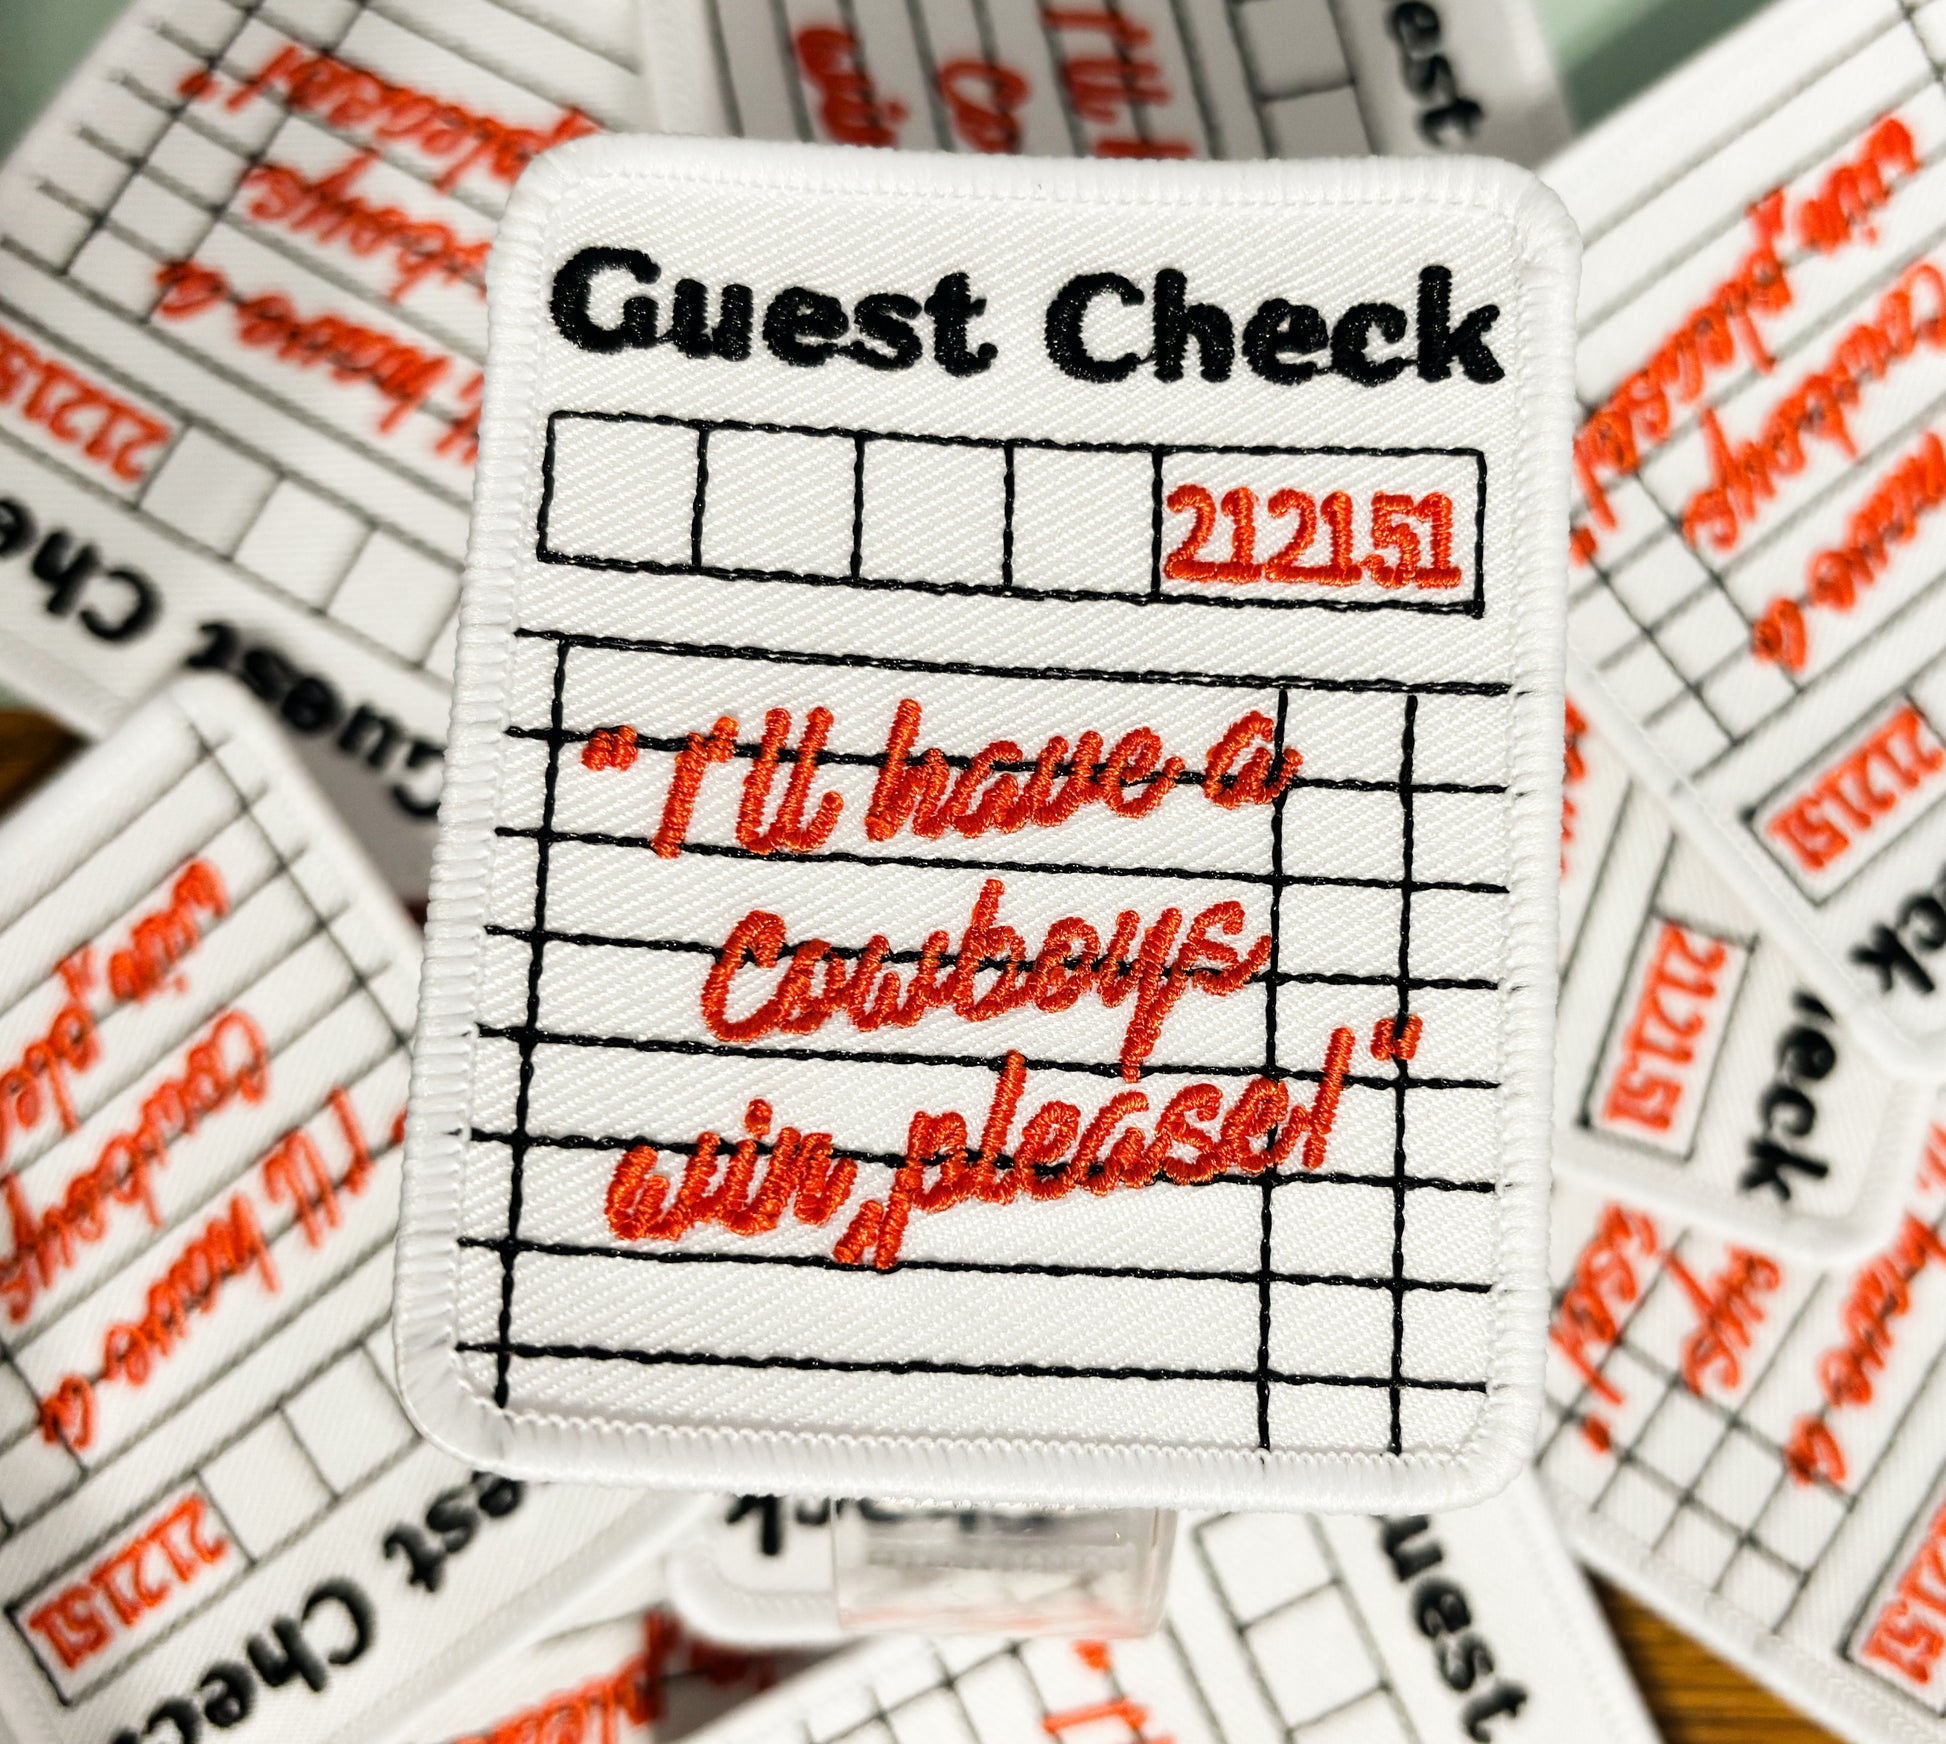 Guest Check
212151
"I'll have a
Cowboys
win, please!"